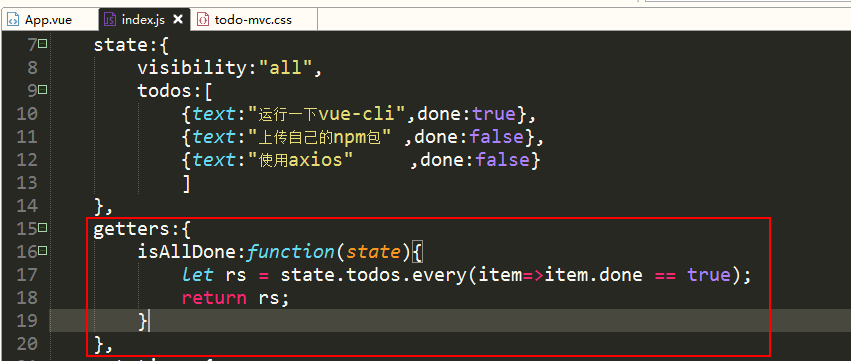 App.vue index.js todo-mvc.css
7 state:{
8 visibility:"all",
9 todos:[
10 {text:"运行一下vue-cli",done:true},
11 {text:"上传自己的npm包" ,done:false},
12 {text:"使用axios" ,done:false}
13 ]
14 },
15 getters:{
16 isAllDone:function(state){
17 let rs = state.todos.every(item=>item.done == true);
18 return rs;
19 }
20 },